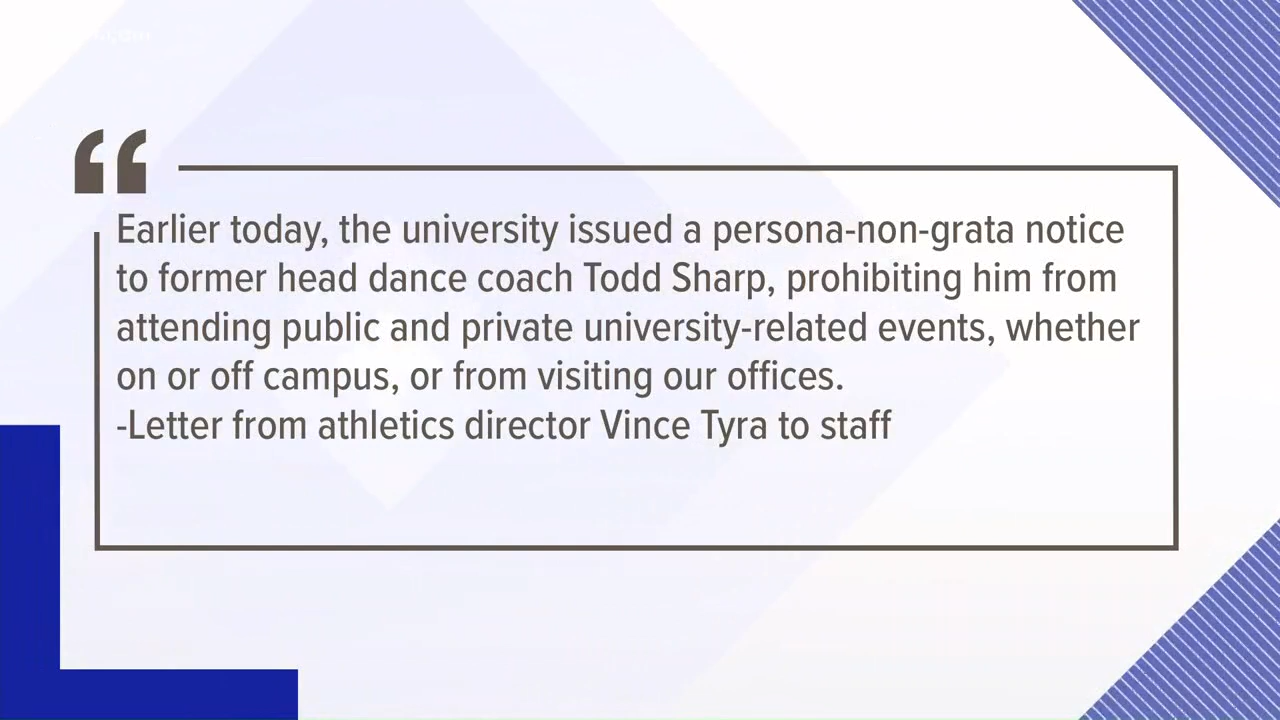 Earlier today, the university issued a persona-non-grata notice
to former head dance coach Todd Sharp, prohibiting him from
attending public and private university-related events, whether
on or off campus, or from visiting our offices.
-Letter from athletics director Vince Tyra to staff